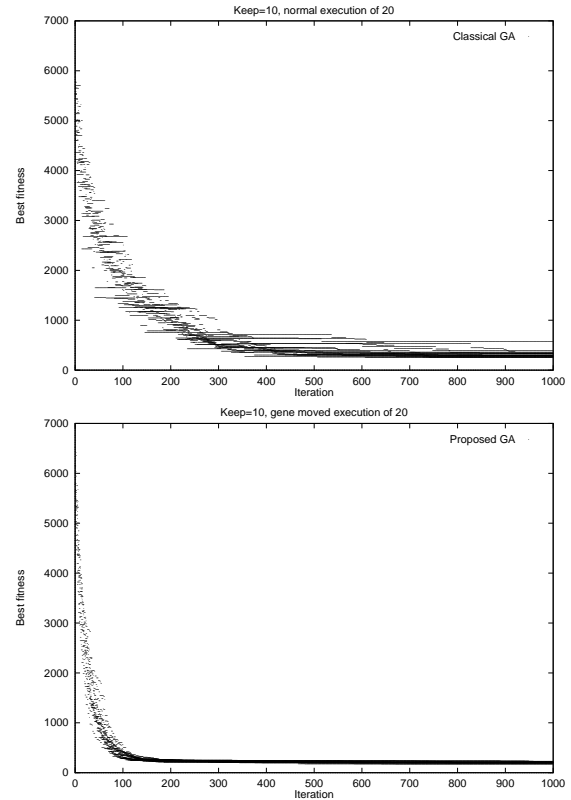 Keep=10, normal execution of 20
Classical GA
7000
6000
5000
4000
3000
2000
1000
0
Best fitness
0 100 200 300 400 500 600 700 800 900 1000
Iteration
Keep=10, gene moved execution of 20
Proposed GA
7000
6000
5000
4000
3000
2000
1000
0
Best fitness
0 100 200 300 400 500 600 700 800 900 1000
Iteration